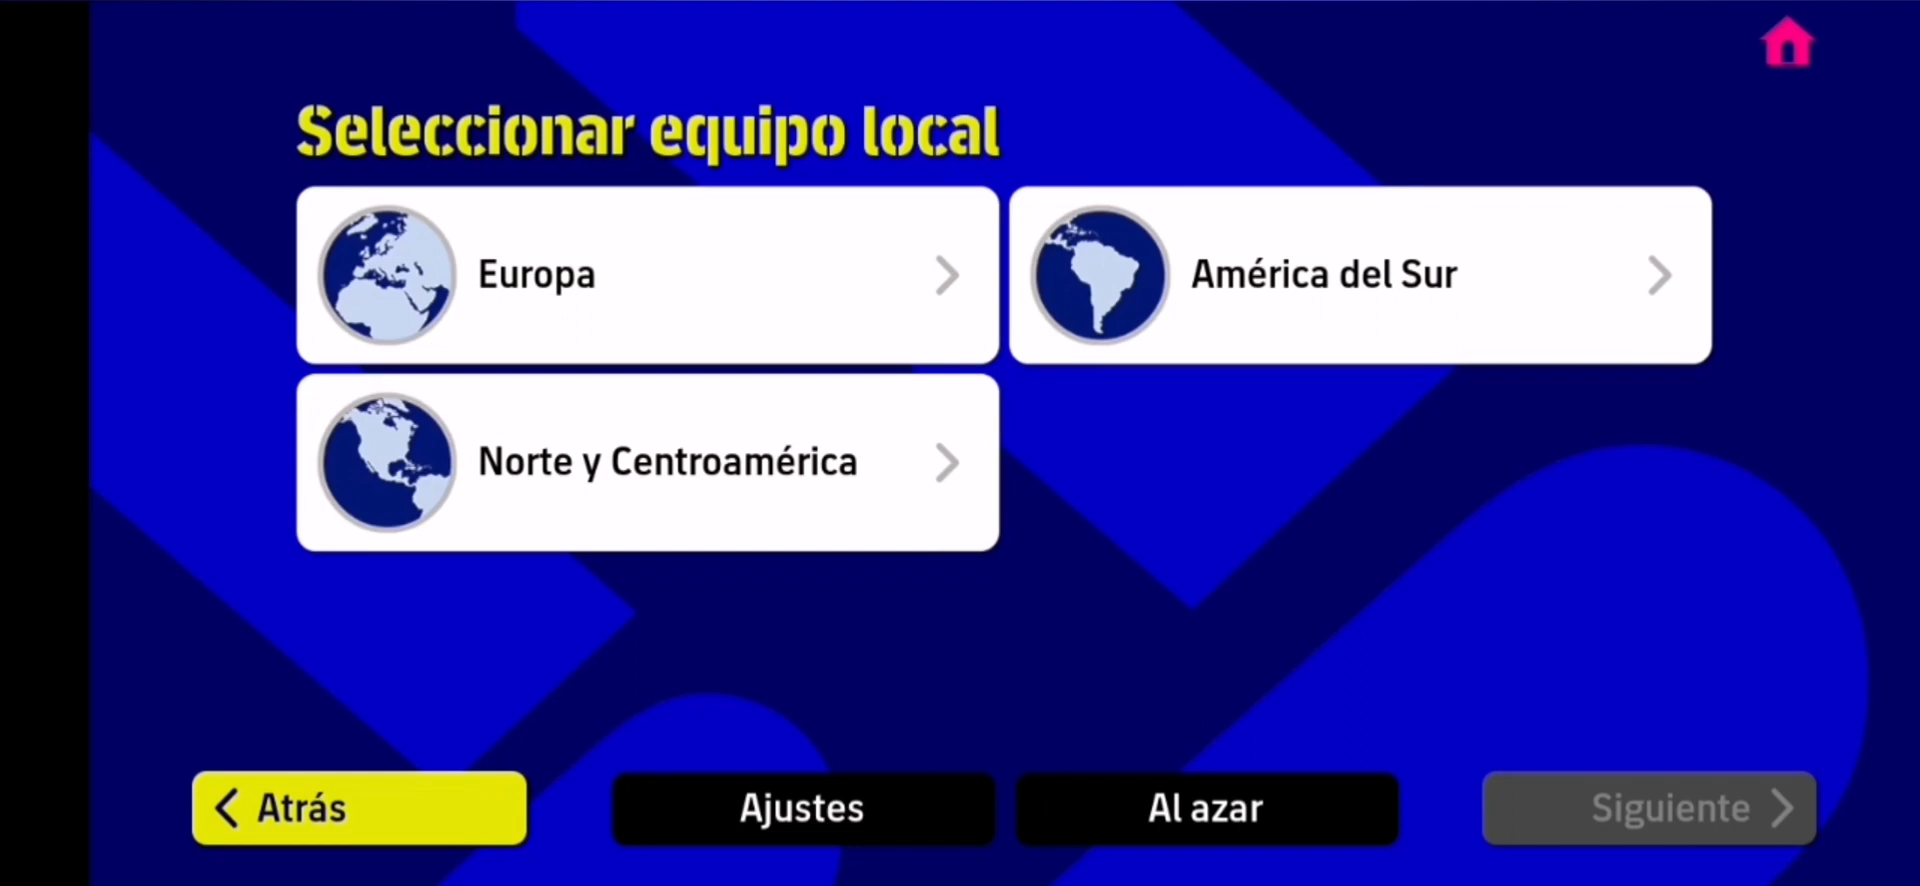 Seleccionar equipo local
Europa
América del Sur
Norte y Centroamérica
Atrás
Ajustes
Al azar
Siguiente